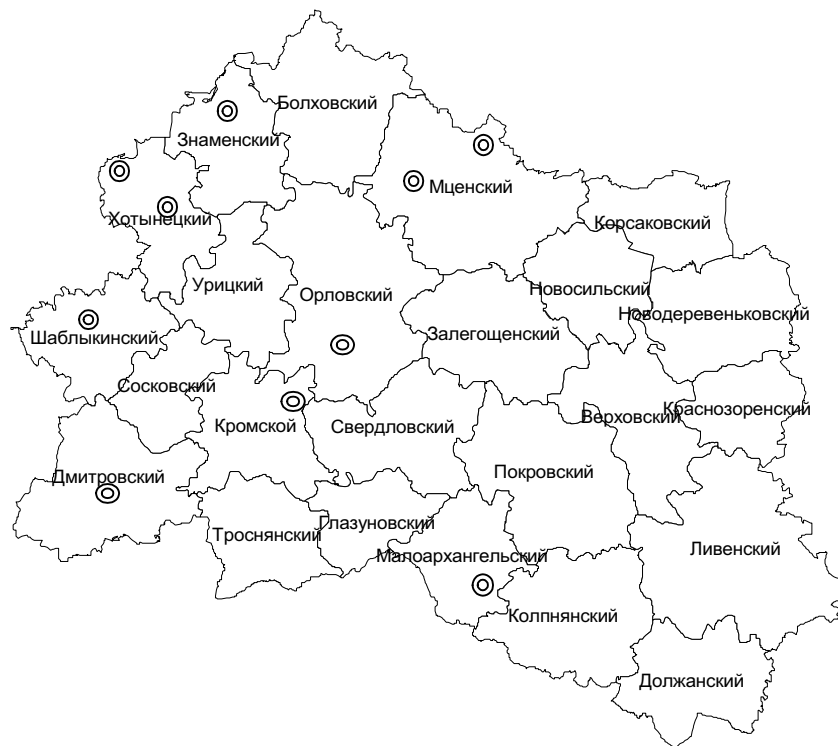 Болховский
Знаменский
Мценский
Хотынецкий
Корсаковский
Урицкий
Орловский
Новосильский
Новодеревеньковский
Шаблыкинский
Залегощенский
Сосковский
Кромской
Свердловский
Верховский
Краснозоренский
Дмитровский
Покровский
Троснянский
Глазуновский
Малоархангельский
Ливенский
Колпнянский
Должанский